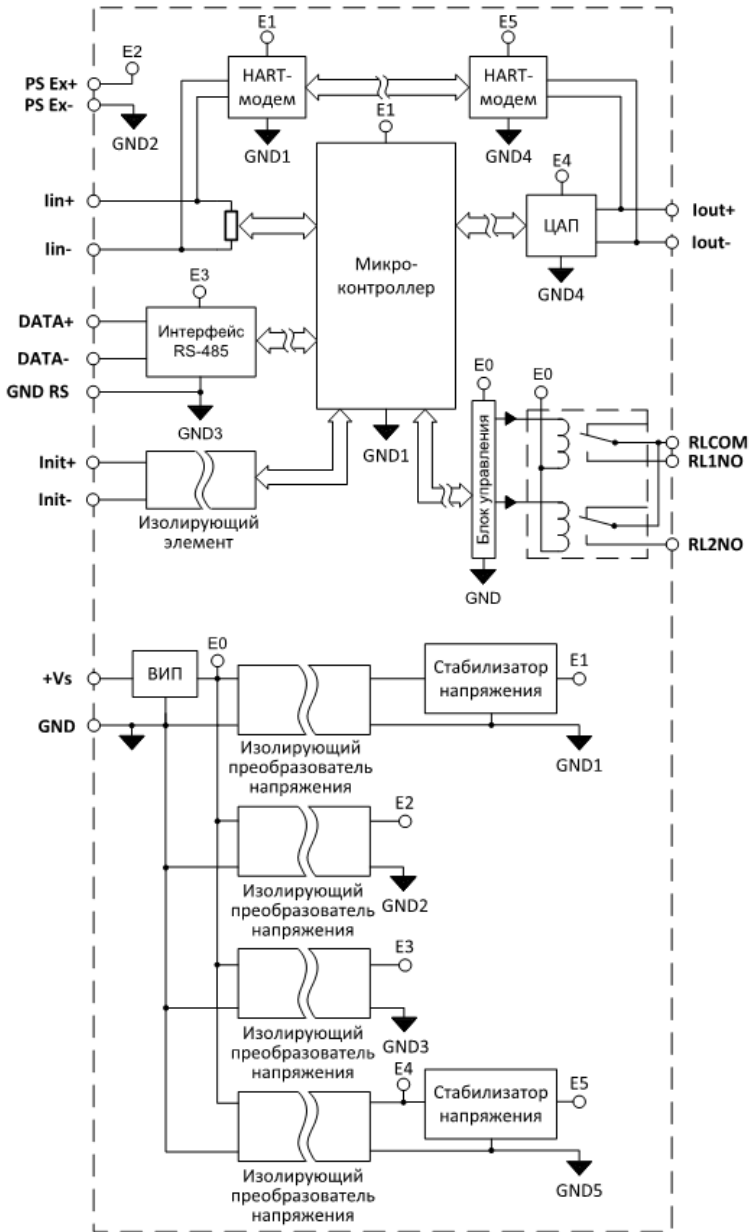 E1
E5
E2
HART-
модем
HART-
модем
PS Ex+
PS Ex-
GND2
GND1
E1
GND4
E4
Iin+
Iin-
Микро-
контроллер
ЦАП
Iout+
Iout-
GND4
E3
DATA+
DATA-
GND RS
Интерфейс
RS-485
GND3
GND1
E0
E0
Блок управления
RLCOM
RL1NO
RL2NO
GND
Init+
Init-
Изолирующий
элемент
E0
+Vs
ВИП
GND
Стабилизатор
напряжения
E1
GND1
Изолирующий
преобразователь
напряжения
E2
GND2
Изолирующий
преобразователь
напряжения
E3
GND3
Изолирующий
преобразователь
напряжения
E4
Стабилизатор
напряжения
E5
GND5
Изолирующий
преобразователь
напряжения